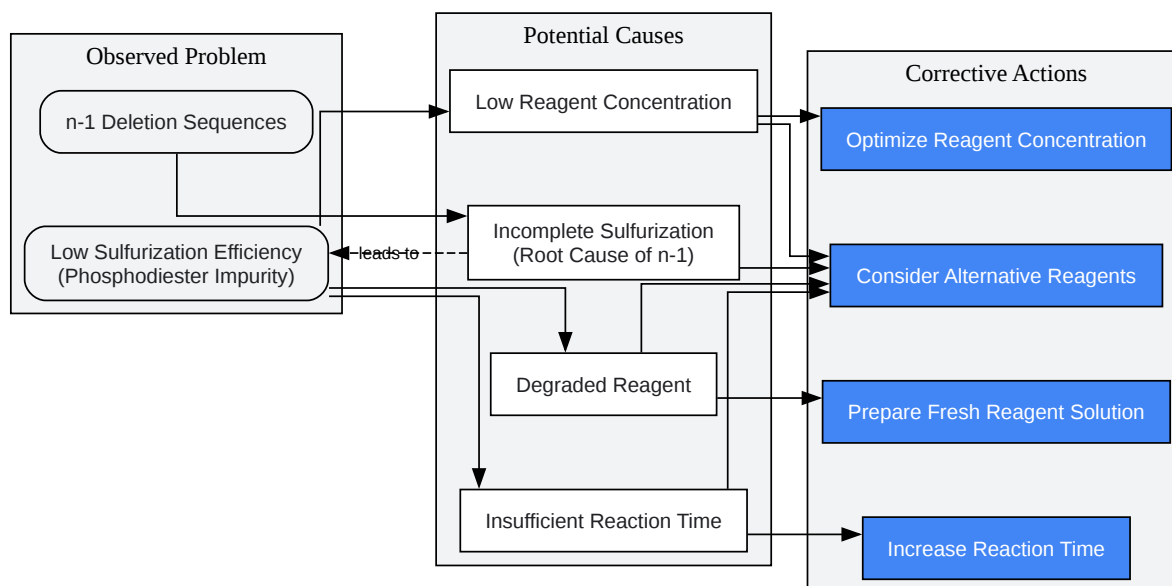 Observed Problem
n-1 Deletion Sequences
Low Sulfurization Efficiency
(Phosphodiester Impurity)
leads to
Potential Causes
Low Reagent Concentration
Incomplete Sulfurization
(Root Cause of n-1)
Degraded Reagent
Insufficient Reaction Time
Corrective Actions
Optimize Reagent Concentration
Consider Alternative Reagents
Prepare Fresh Reagent Solution
Increase Reaction Time